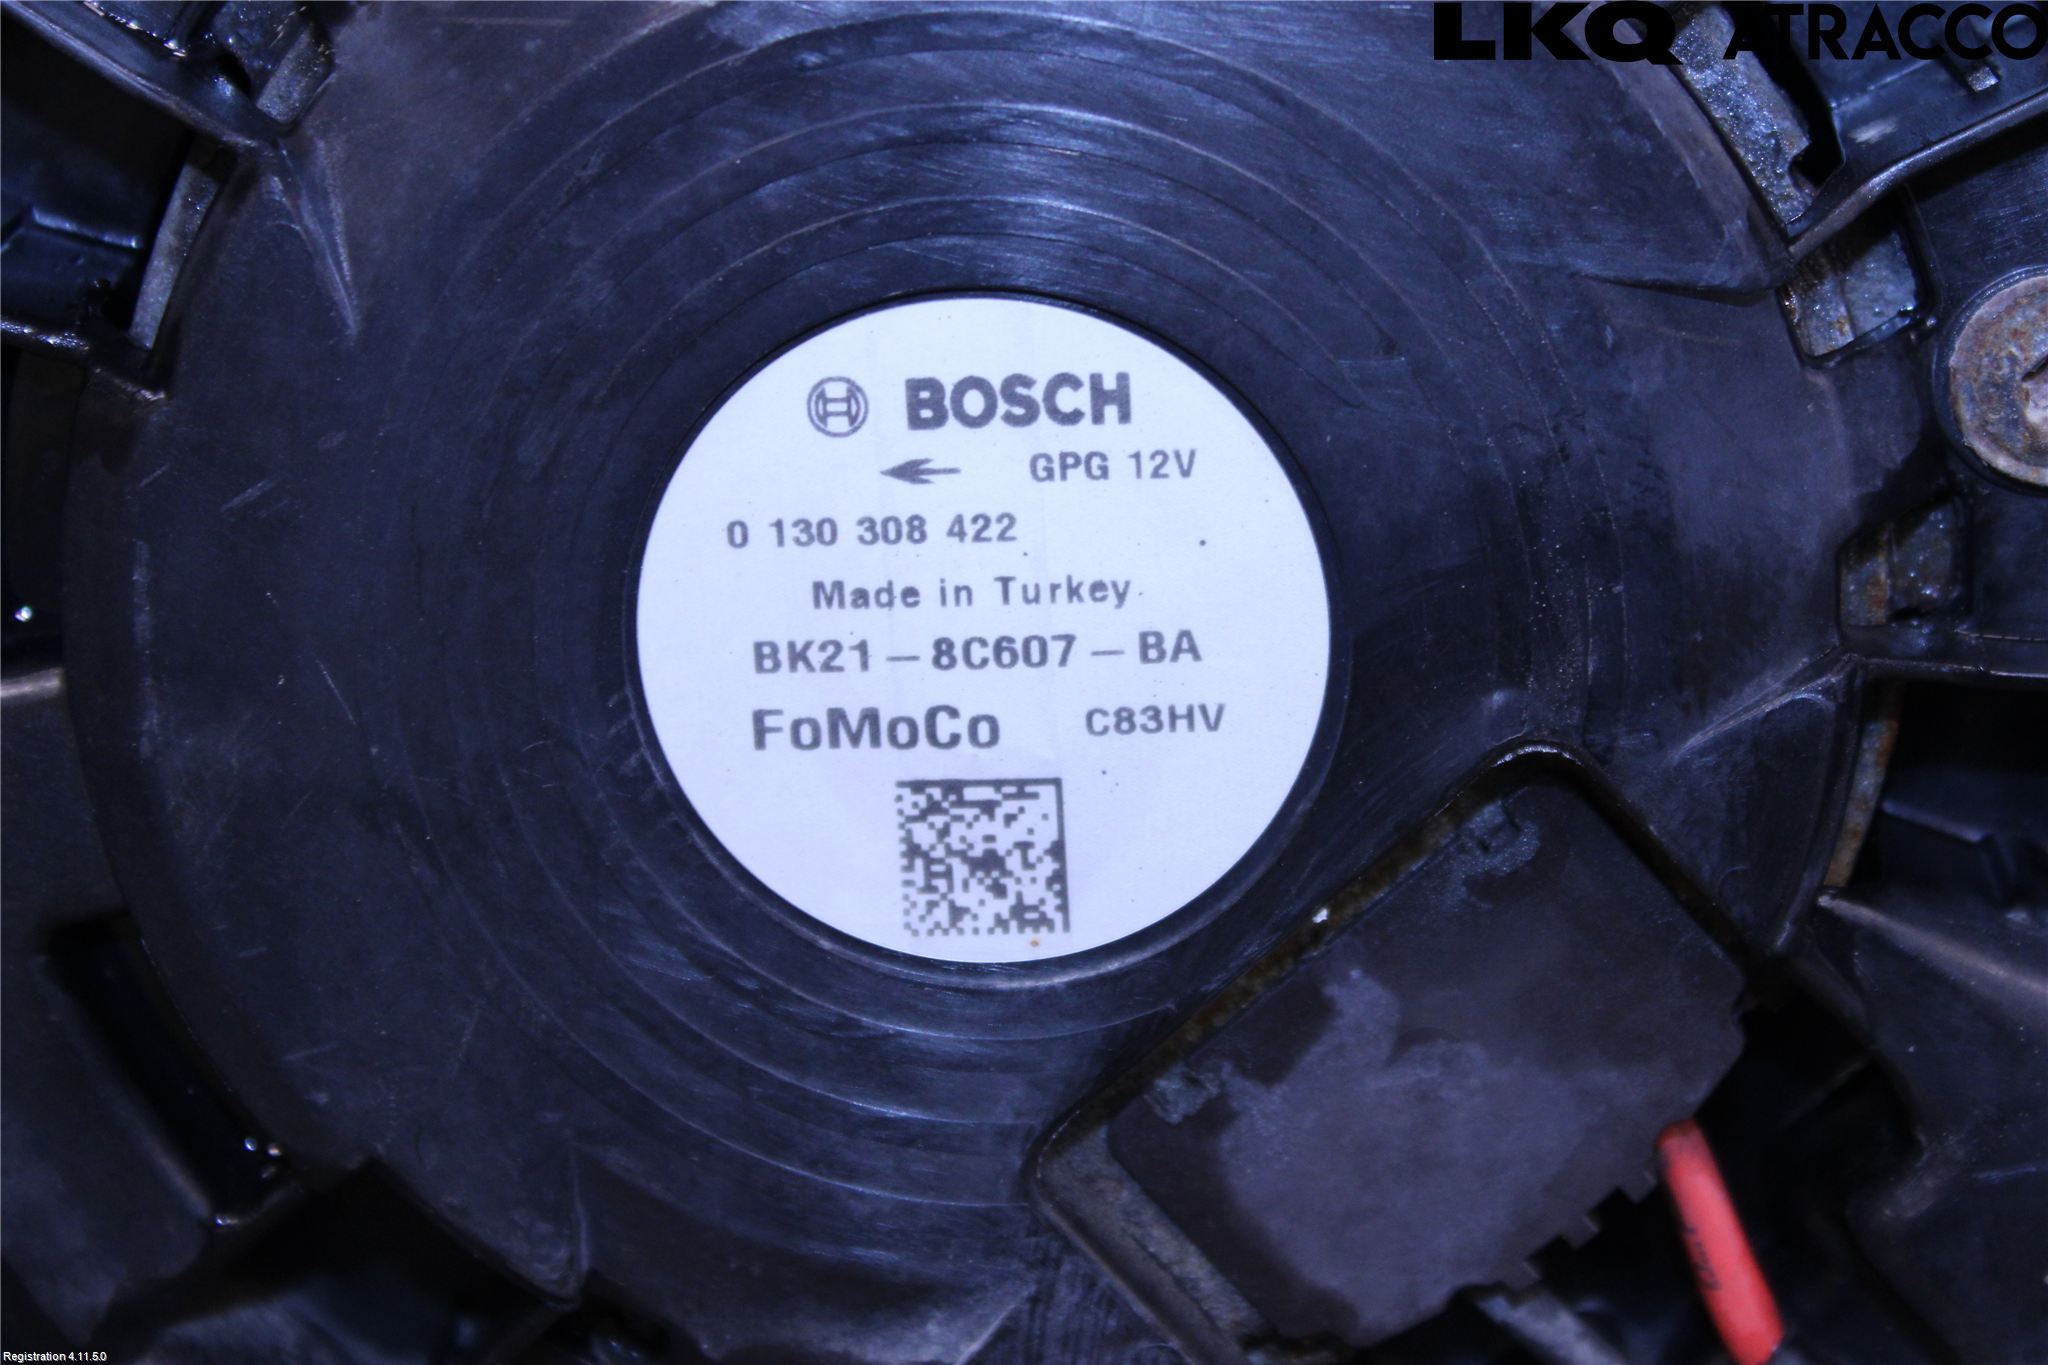 LKQ ATRACCO
BOSCH
GPG 12V
0 130 308 422
Made in Turkey
BK21-8C607-BA
FoMoCo C83HV
Registration 4.11.5.0